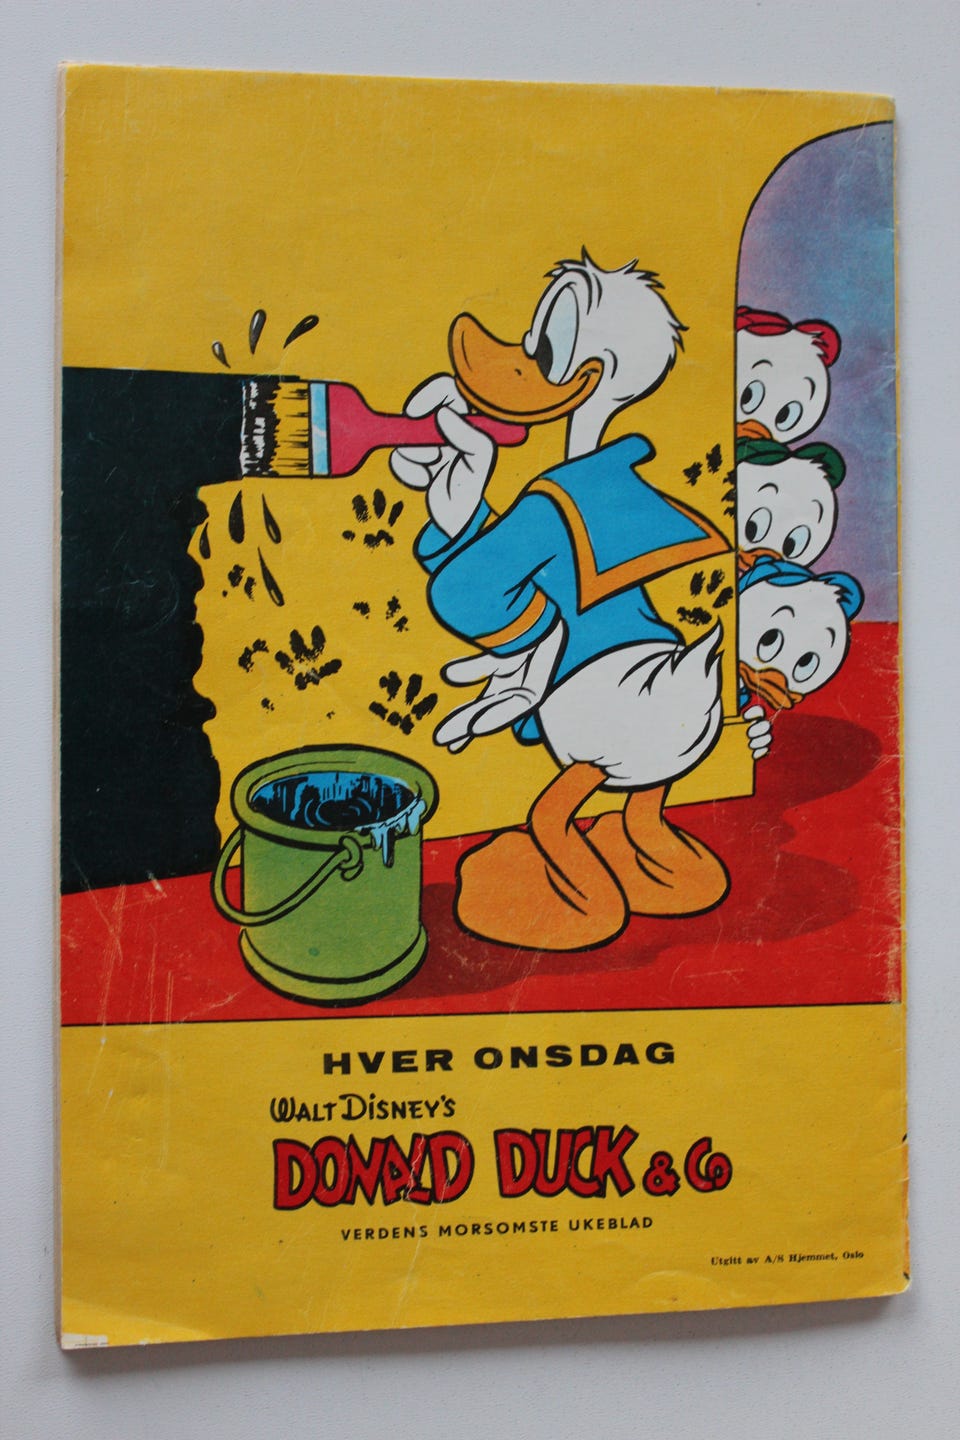 HVER ONSDAG
WALT DISNEY'S
DONALD DUCK & Co
VERDENS MORSOMSTE UKEBLAD
Utgitt av A/S Hjemmet, Oslo